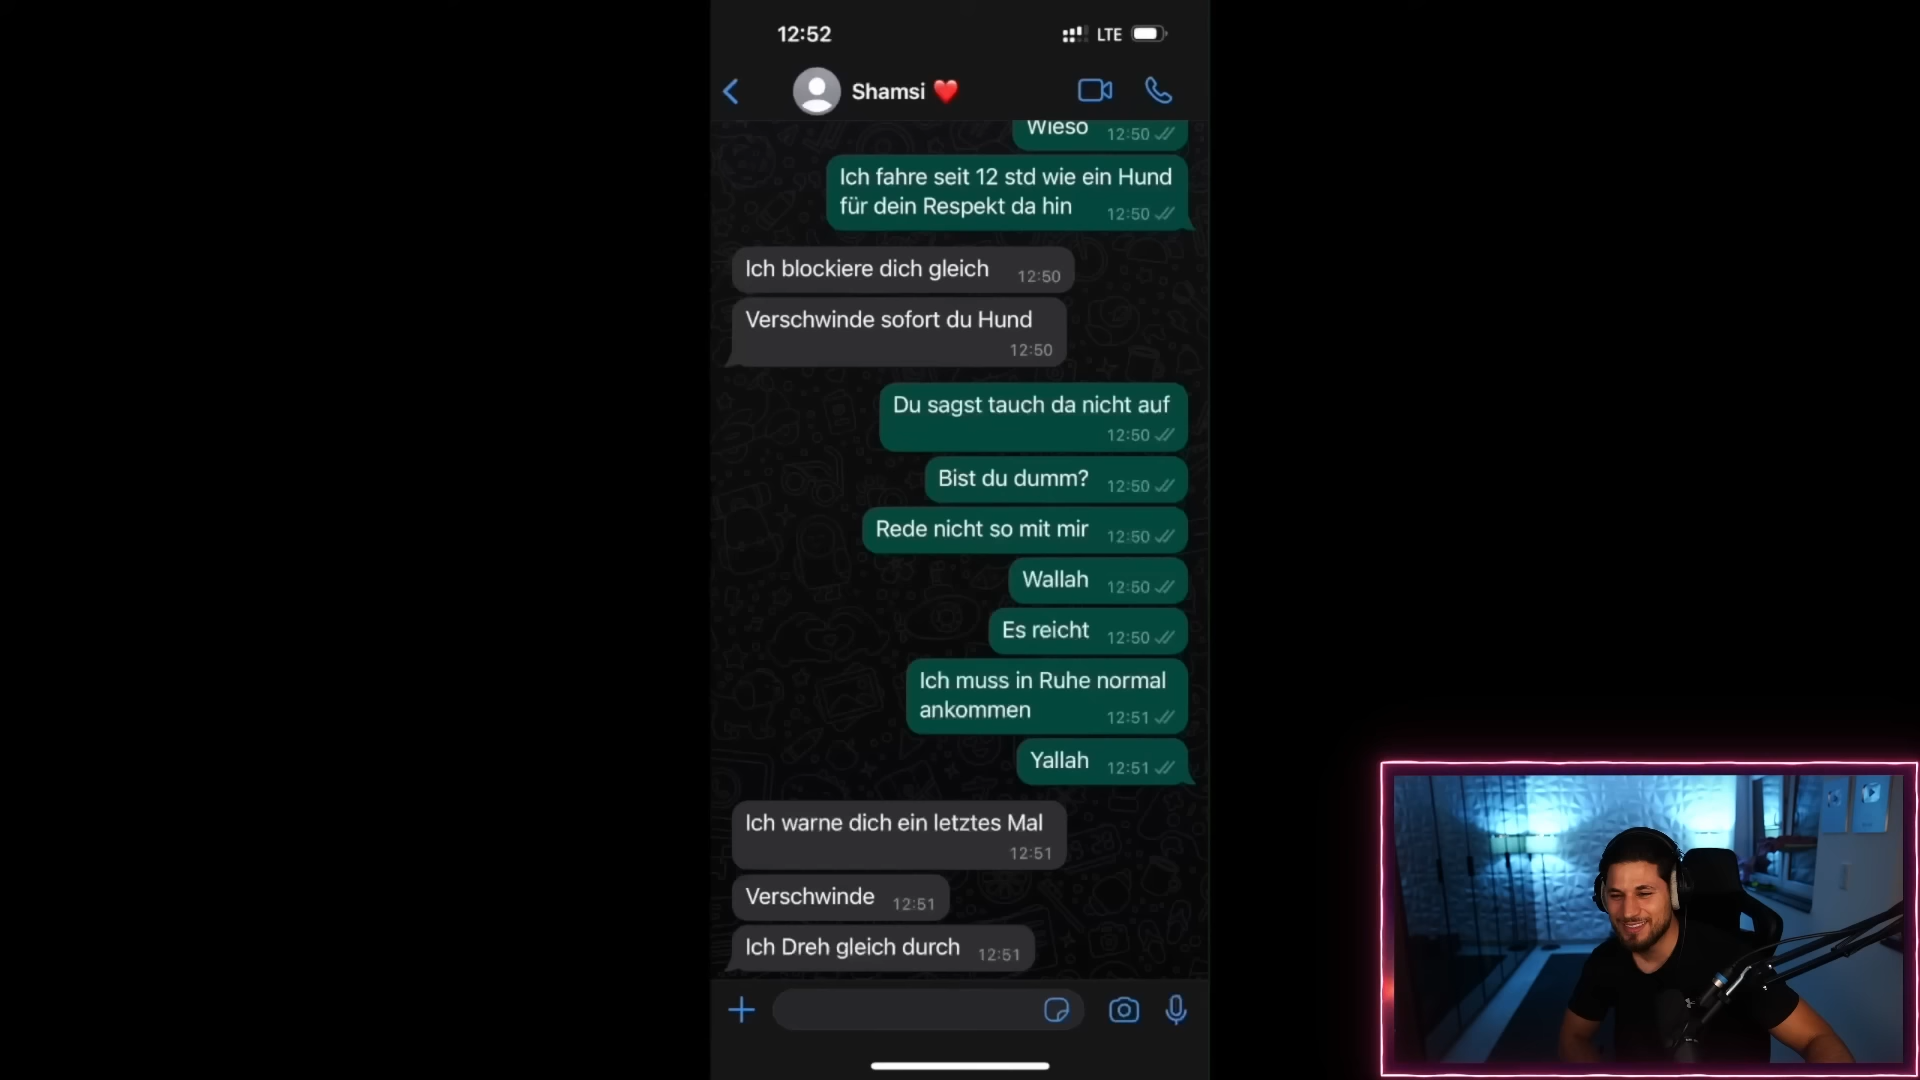 12:52
LTE
Shamsi ❤️
Wieso 12:50
Ich fahre seit 12 std wie ein Hund
für dein Respekt da hin 12:50
Ich blockiere dich gleich 12:50
Verschwinde sofort du Hund
12:50
Du sagst tauch da nicht auf
12:50
Bist du dumm? 12:50
Rede nicht so mit mir 12:50
Wallah 12:50
Es reicht 12:50
Ich muss in Ruhe normal
ankommen 12:51
Yallah 12:51
Ich warne dich ein letztes Mal
12:51
Verschwinde 12:51
Ich Dreh gleich durch 12:51